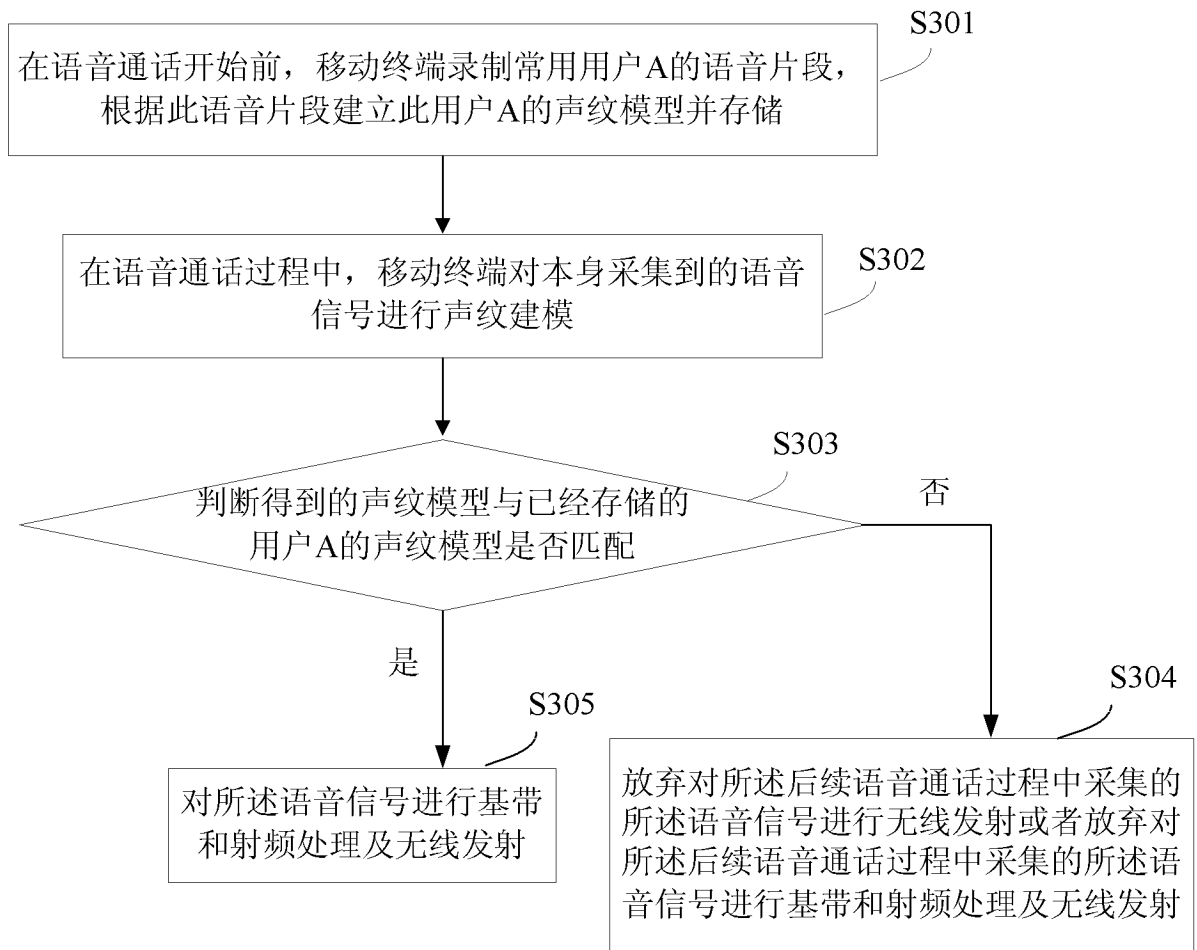 S301
在语音通话开始前，移动终端录制常用用户A的语音片段，
根据此语音片段建立此用户A的声纹模型并存储
S302
在语音通话过程中，移动终端对本身采集到的语音
信号进行声纹建模
S303
判断得到的声纹模型与已经存储的
用户A的声纹模型是否匹配
否
是
S305
对所述语音信号进行基带
和射频处理及无线发射
S304
放弃对所述后续语音通话过程中采集的
所述语音信号进行无线发射或者放弃对
所述后续语音通话过程中采集的所述语
音信号进行基带和射频处理及无线发射